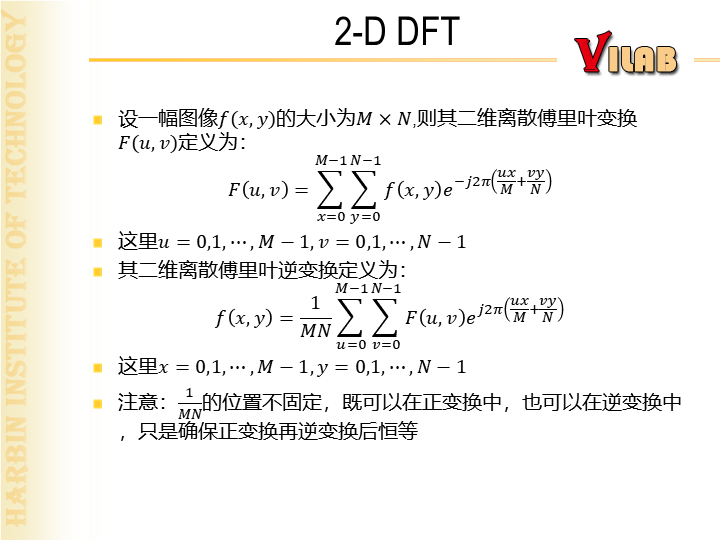 2-D DFT
VILAB
HARBIN INSTITUTE OF TECHNOLOGY
设一幅图像𝑓(𝑥, 𝑦)的大小为𝑀 × 𝑁,则其二维离散傅里叶变换
𝐹(𝑢, 𝑣)定义为：
$F(u,v)=\sum_{x=0}^{M-1}\sum_{y=0}^{N-1}f(x,y)e^{-j2\pi\left(\frac{ux}{M}+\frac{vy}{N}\right)}$
这里𝑢 = 0,1, ⋯ , 𝑀 − 1, 𝑣 = 0,1, ⋯ , 𝑁 − 1
其二维离散傅里叶逆变换定义为：
$f(x,y)=\frac{1}{MN}\sum_{u=0}^{M-1}\sum_{v=0}^{N-1}F(u,v)e^{j2\pi\left(\frac{ux}{M}+\frac{vy}{N}\right)}$
这里𝑥 = 0,1, ⋯ , 𝑀 − 1, 𝑦 = 0,1, ⋯ , 𝑁 − 1
注意：$\frac{1}{MN}$的位置不固定，既可以在正变换中，也可以在逆变换中
，只是确保正变换再逆变换后恒等